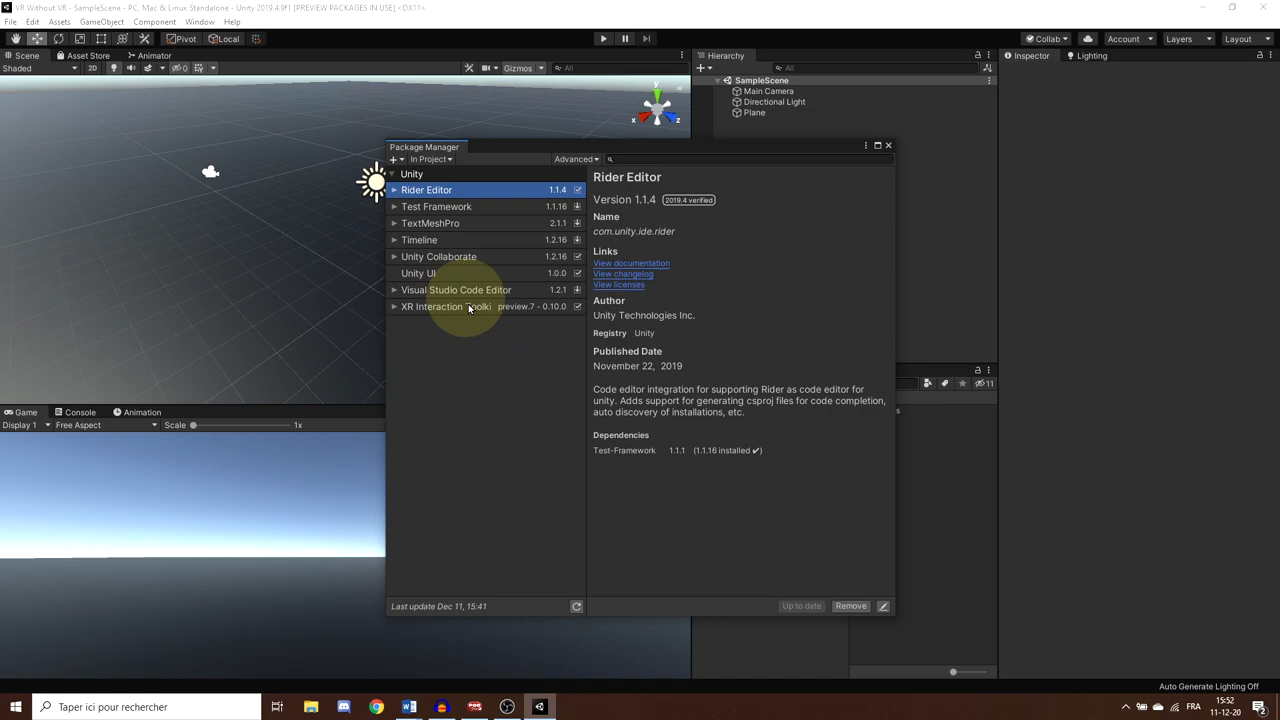 VR Without VR - SampleScene - PC, Mac & Linux Standalone - Unity 2019.4.9f1 [PREVIEW PACKAGES IN USE] <DX11>
File Edit Assets GameObject Component Window Help
Pivot Local Collab Account Layers Layout
Scene Asset Store Animator Hierarchy Inspector Lighting
Shaded 2D 0 Gizmos All All
SampleScene
Main Camera
Directional Light
Plane
y
x z
Package Manager
In Project Advanced
Unity
Rider Editor 1.1.4
Test Framework 1.1.16
TextMeshPro 2.1.1
Timeline 1.2.16
Unity Collaborate 1.2.16
Unity UI 1.0.0
Visual Studio Code Editor 1.2.1
XR Interaction Toolki preview.7 - 0.10.0
Last update Dec 11, 15:41
Rider Editor
Version 1.1.4 2019.4 verified
Name
com.unity.ide.rider
Links
View documentation
View changelog
View licenses
Author
Unity Technologies Inc.
Registry Unity
Published Date
November 22, 2019
Code editor integration for supporting Rider as code editor for
unity. Adds support for generating csproj files for code completion,
auto discovery of installations, etc.
Dependencies
Test-Framework 1.1.1 (1.1.16 installed ✔)
Up to date Remove
11
s
Game Console Animation
Display 1 Free Aspect Scale 1x
Auto Generate Lighting Off
Taper ici pour rechercher
FRA
15:52
11-12-20
2